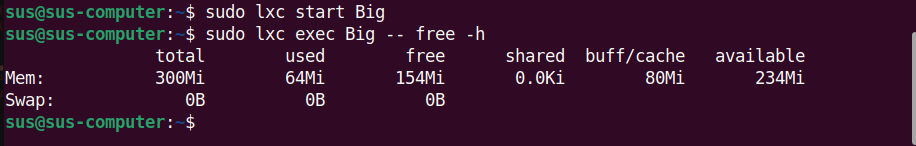 sus@sus-computer:~$ sudo lxc start Big
sus@sus-computer:~$ sudo lxc exec Big -- free -h
total used free shared buff/cache available
Mem: 300Mi 64Mi 154Mi 0.0Ki 80Mi 234Mi
Swap: 0B 0B 0B
sus@sus-computer:~$